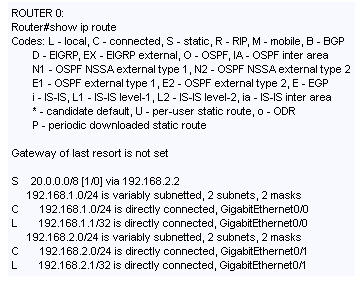 ROUTER 0:
Router#show ip route
Codes: L - local, C - connected, S - static, R - RIP, M - mobile, B - BGP
D - EIGRP, EX - EIGRP external, O - OSPF, IA - OSPF inter area
N1 - OSPF NSSA external type 1, N2 - OSPF NSSA external type 2
E1 - OSPF external type 1, E2 - OSPF external type 2, E - EGP
i - IS-IS, L1 - IS-IS level-1, L2 - IS-IS level-2, ia - IS-IS inter area
* - candidate default, U - per-user static route, o - ODR
P - periodic downloaded static route
Gateway of last resort is not set
S 20.0.0.0/8 [1/0] via 192.168.2.2
192.168.1.0/24 is variably subnetted, 2 subnets, 2 masks
C 192.168.1.0/24 is directly connected, GigabitEthernet0/0
L 192.168.1.1/32 is directly connected, GigabitEthernet0/0
192.168.2.0/24 is variably subnetted, 2 subnets, 2 masks
C 192.168.2.0/24 is directly connected, GigabitEthernet0/1
L 192.168.2.1/32 is directly connected, GigabitEthernet0/1